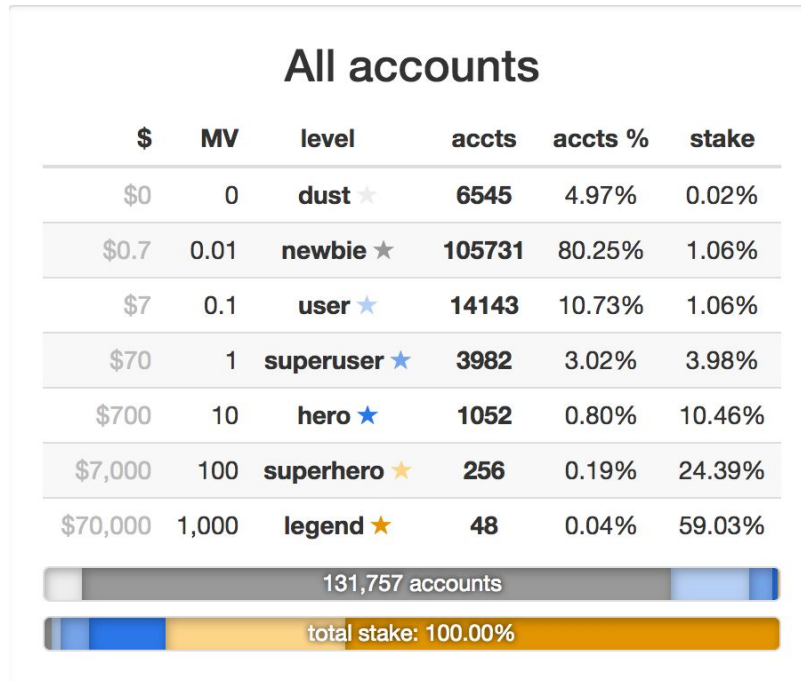 All accounts
$ MV level accts accts % stake
$0 0 dust 6545 4.97% 0.02%
$0.7 0.01 newbie 105731 80.25% 1.06%
$7 0.1 user 14143 10.73% 1.06%
$70 1 superuser 3982 3.02% 3.98%
$700 10 hero 1052 0.80% 10.46%
$7,000 100 superhero 256 0.19% 24.39%
$70,000 1,000 legend 48 0.04% 59.03%
131,757 accounts
total stake: 100.00%